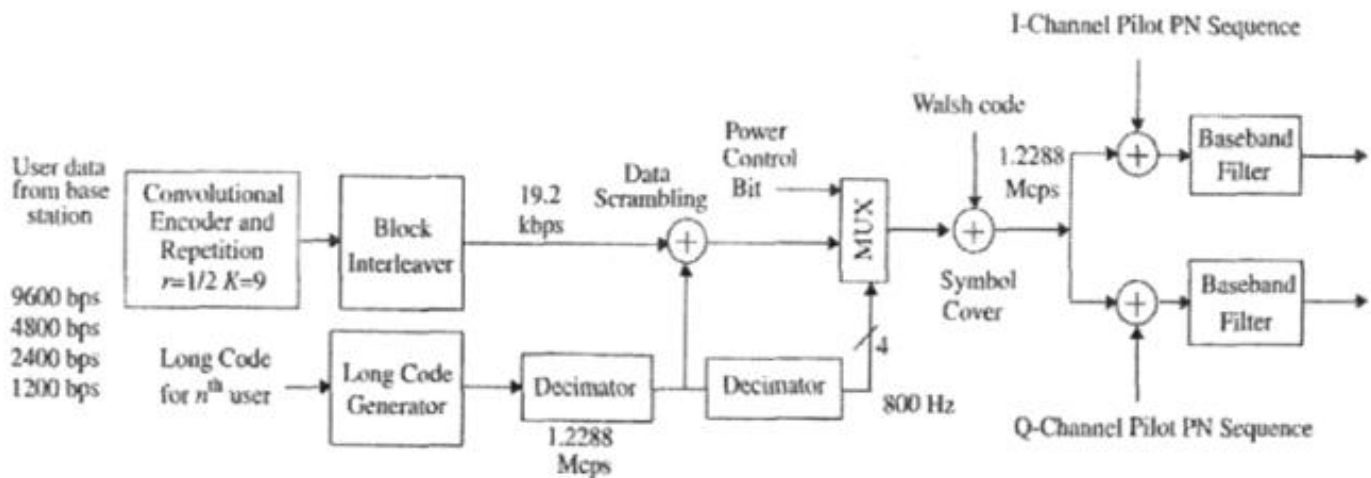 I-Channel Pilot PN Sequence
Walsh code
Power
Control
Bit
1.2288
Mcps
Baseband
Filter
User data
from base
station
Convolutional
Encoder and
Repetition
r=1/2 K=9
Block
Interleaver
19.2
kbps
Data
Scrambling
MUX
Symbol
Cover
Baseband
Filter
9600 bps
4800 bps
2400 bps
1200 bps
Long Code
for nth user
Long Code
Generator
Decimator
1.2288
Mcps
Decimator
4
800 Hz
Q-Channel Pilot PN Sequence